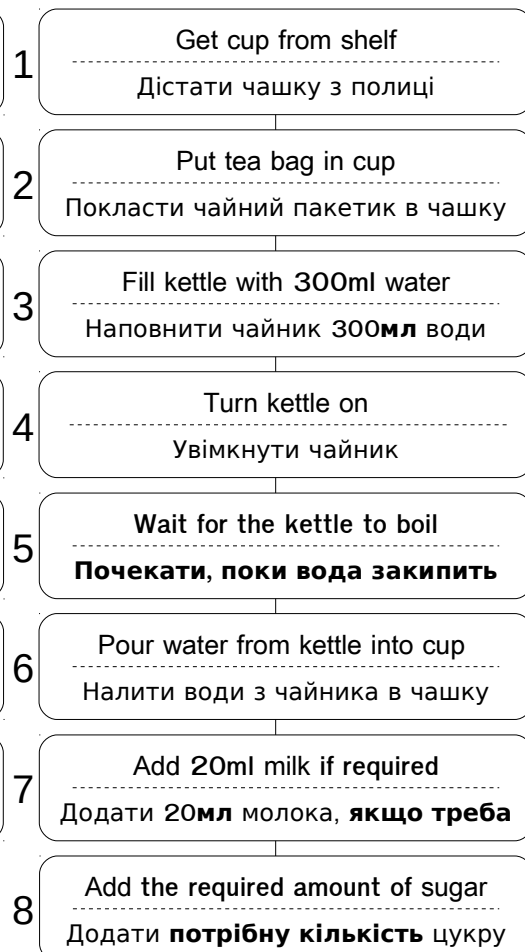 1
Get cup from shelf
Дістати чашку з полиці
2
Put tea bag in cup
Покласти чайний пакетик в чашку
3
Fill kettle with 300ml water
Наповнити чайник 300мл води
4
Turn kettle on
Увімкнути чайник
5
Wait for the kettle to boil
Почекати, поки вода закипить
6
Pour water from kettle into cup
Налити води з чайника в чашку
7
Add 20ml milk if required
Додати 20мл молока, якщо треба
8
Add the required amount of sugar
Додати потрібну кількість цукру